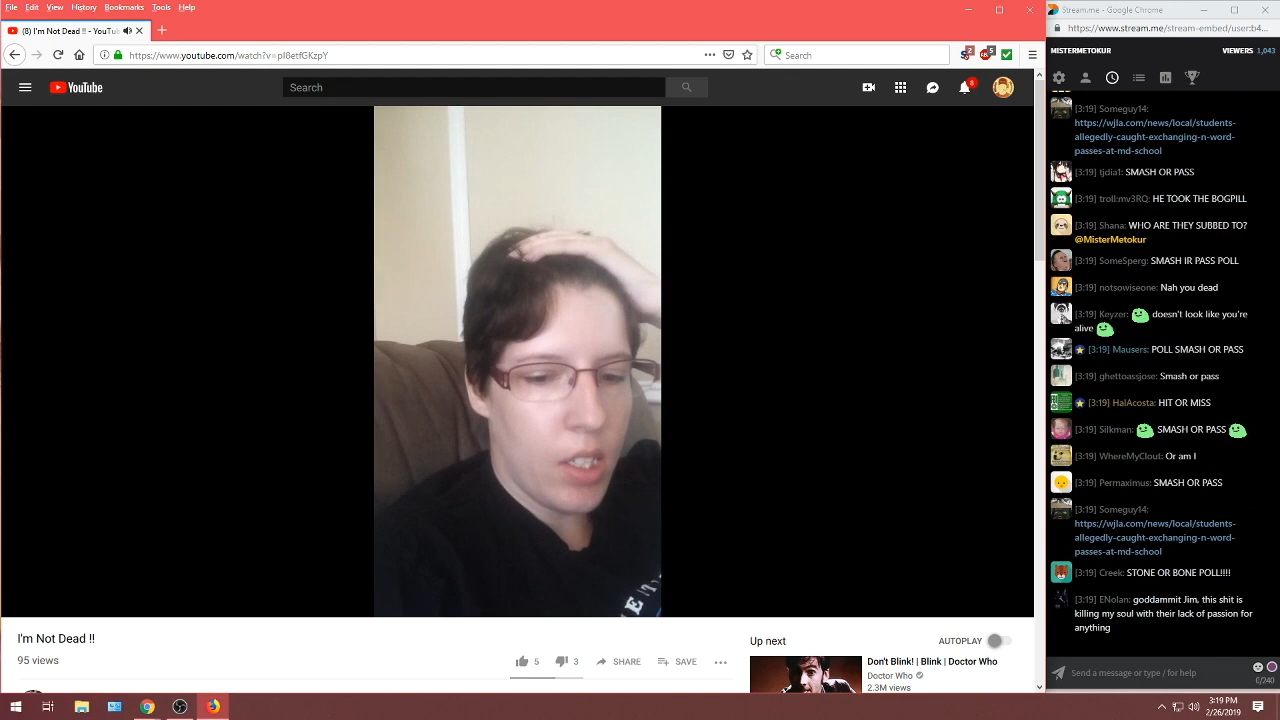 File Edit View History Bookmarks Tools Help
Stream.me - Google Chrome
(8) I'm Not Dead !! - YouTub
https://www.youtube.com/watch?v=pI8etfGKzpY
Search
2
5
https://www.stream.me/stream-embed/user:b4...
MISTERMETOKUR
VIEWERS 1,043
YouTube
Search
8
[3:19] Someguy14:
https://wjla.com/news/local/students-
allegedly-caught-exchanging-n-word-
passes-at-md-school
[3:19] tjdia1: SMASH OR PASS
[3:19] troll:mv3RQ: HE TOOK THE BOGPILL
[3:19] Shana: WHO ARE THEY SUBBED TO?
@MisterMetokur
[3:19] SomeSperg: SMASH IR PASS POLL
[3:19] notsowiseone: Nah you dead
[3:19] Keyzer: doesn't look like you're
alive
[3:19] Mausers: POLL SMASH OR PASS
[3:19] ghettoassjose: Smash or pass
[3:19] HalAcosta: HIT OR MISS
[3:19] Silkman: SMASH OR PASS
[3:19] WhereMyClout: Or am I
[3:19] Permaximus: SMASH OR PASS
[3:19] Someguy14:
https://wjla.com/news/local/students-
allegedly-caught-exchanging-n-word-
passes-at-md-school
[3:19] Creek: STONE OR BONE POLL!!!!
[3:19] ENolan: goddammit Jim, this shit is
killing my soul with their lack of passion for
anything
I'm Not Dead !!
95 views
5
3
SHARE
SAVE
Up next
AUTOPLAY
Don't Blink! | Blink | Doctor Who
Doctor Who
2.3M views
Send a message or type / for help
0/240
3:19 PM
2/26/2019